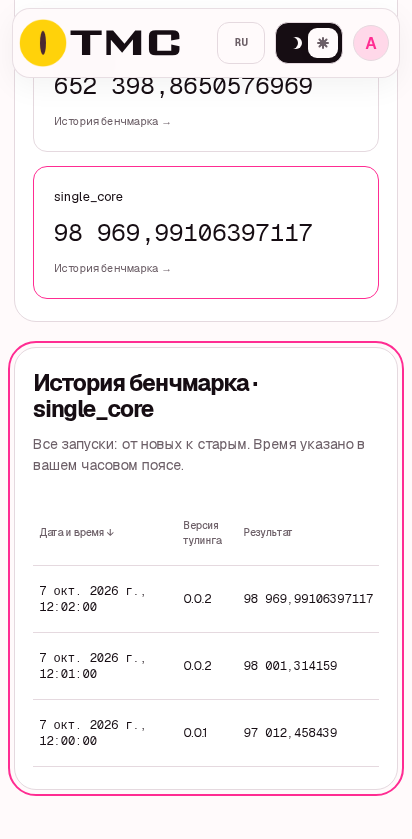 TMC
RU
A
652 398,8650576969
История бенчмарка →
single_core
98 969,99106397117
История бенчмарка →
История бенчмарка ·
single_core
Все запуски: от новых к старым. Время указано в
вашем часовом поясе.
Дата и время ↓ Версия тулинга Результат
7 окт. 2026 г., 12:02:00 0.0.2 98 969,99106397117
7 окт. 2026 г., 12:01:00 0.0.2 98 001,314159
7 окт. 2026 г., 12:00:00 0.0.1 97 012,458439